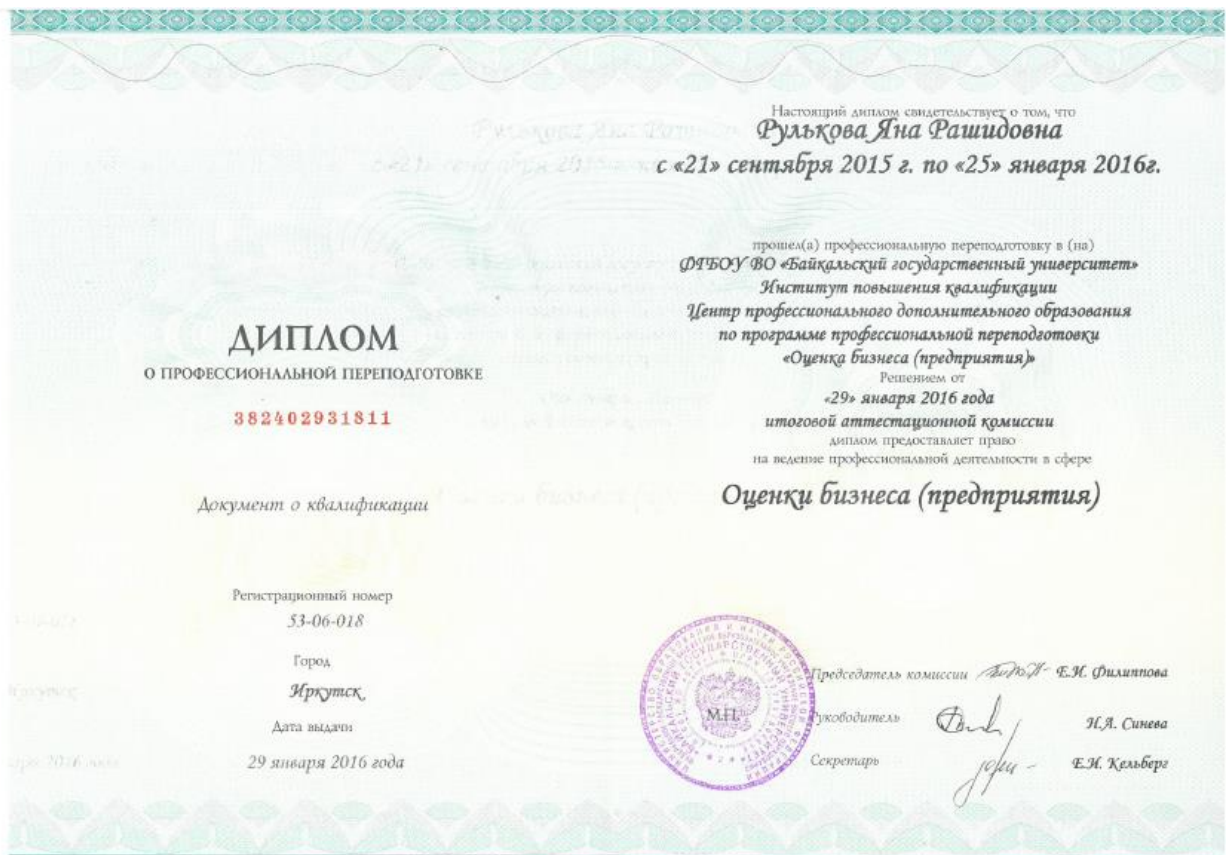 ДИПЛОМ
О ПРОФЕССИОНАЛЬНОЙ ПЕРЕПОДГОТОВКЕ
382402931811
Документ о квалификации
Регистрационный номер
53-06-018
Город
Иркутск
Дата выдачи
29 января 2016 года
Настоящий диплом свидетельствует о том, что
Рулькова Яна Рашидовна
с «21» сентября 2015 г. по «25» января 2016г.
прошел(а) профессиональную переподготовку в (на)
ФГБОУ ВО «Байкальский государственный университет»
Институт повышения квалификации
Центр профессионального дополнительного образования
по программе профессиональной переподготовки
«Оценка бизнеса (предприятия)»
Решением от
«29» января 2016 года
итоговой аттестационной комиссии
диплом предоставляет право
на ведение профессиональной деятельности в сфере
Оценки бизнеса (предприятия)
М.П.
Председатель комиссии Е.И. Филиппова
Руководитель Н.А. Синева
Секретарь Е.И. Кельберг